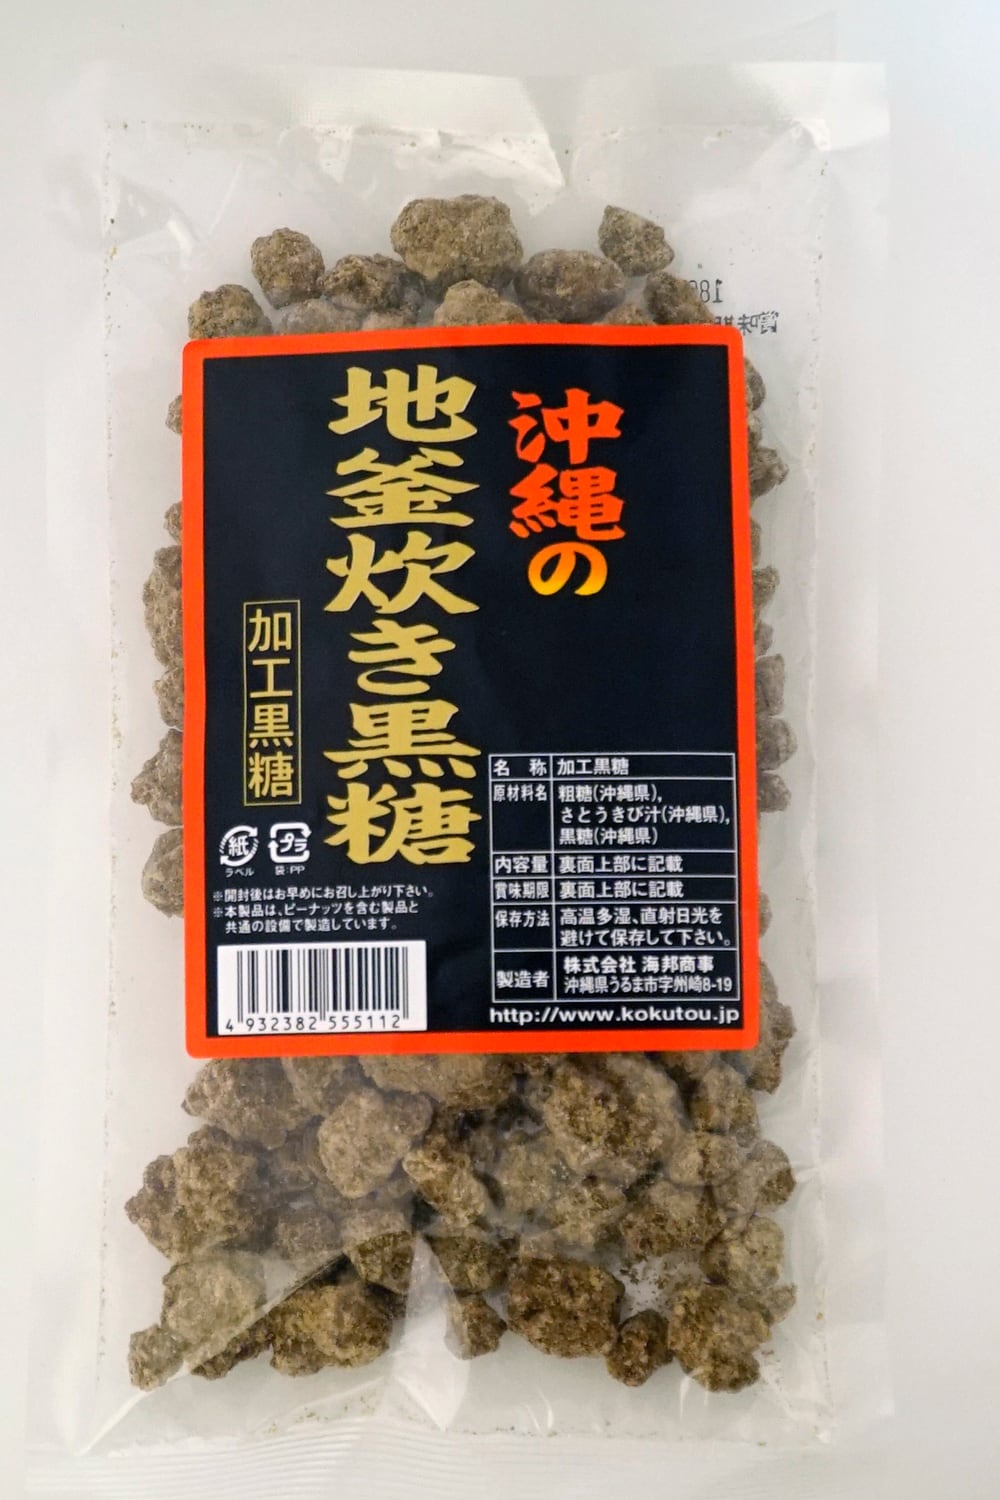 沖縄の
地釜炊き黒糖
加工黒糖
紙
ラベル
プラ
袋:PP
※開封後はお早めにお召し上がり下さい。
※本製品は、ピーナッツを含む製品と
共通の設備で製造しています。
4 932382 555112
名 称 加工黒糖
原材料名 粗糖(沖縄県),
さとうきび汁(沖縄県),
黒糖(沖縄県)
内容量 裏面上部に記載
賞味期限 裏面上部に記載
保存方法 高温多湿、直射日光を
避けて保存して下さい。
製造者 株式会社 海邦商事
沖縄県うるま市字州崎8-19
http://www.kokutou.jp